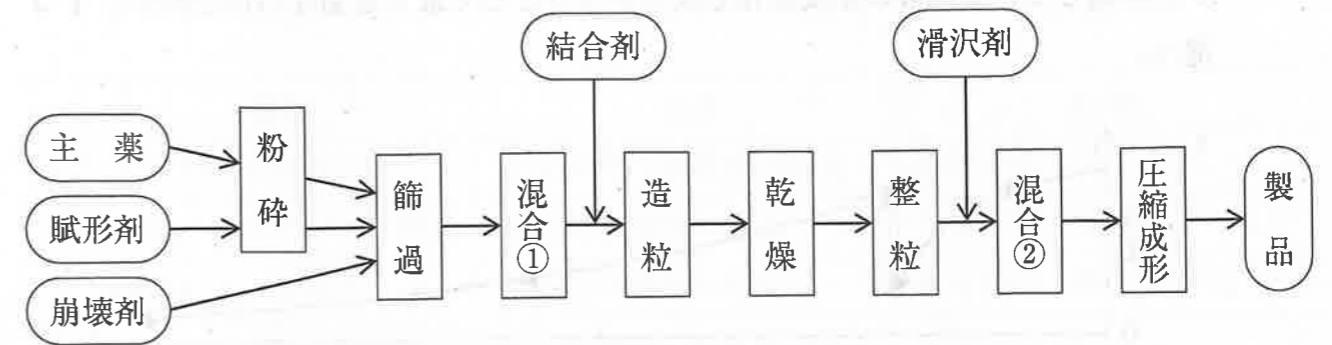 結合剤
滑沢剤
主 薬
賦形剤
崩壊剤
粉砕
篩過
混合①
造粒
乾燥
整粒
混合②
圧縮成形
製品